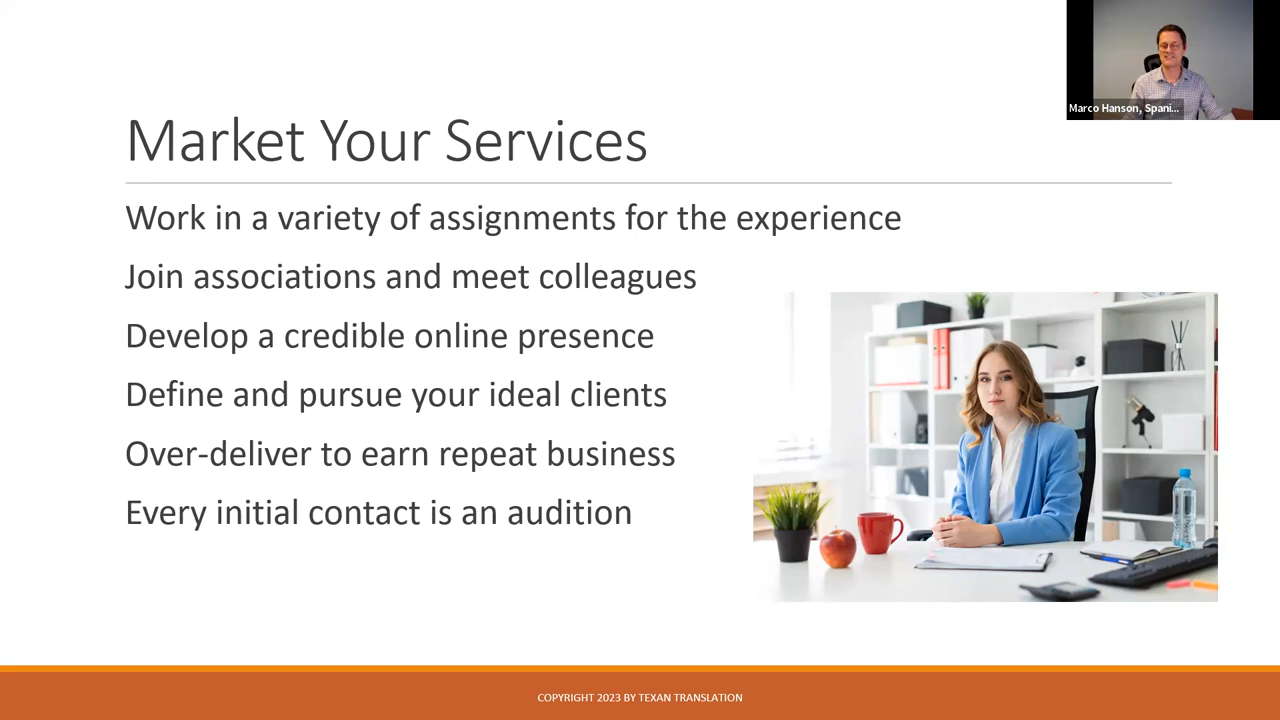 Marco Hanson, Spani...
Market Your Services
Work in a variety of assignments for the experience
Join associations and meet colleagues
Develop a credible online presence
Define and pursue your ideal clients
Over-deliver to earn repeat business
Every initial contact is an audition
COPYRIGHT 2023 BY TEXAN TRANSLATION